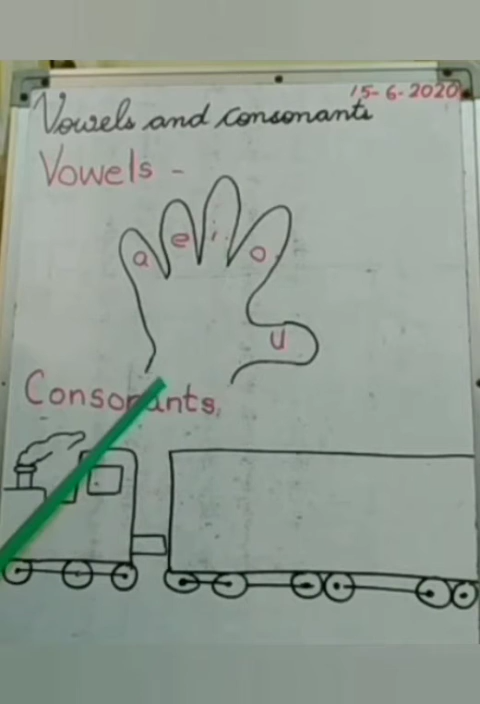 15-6-2020
Vowels and consonants
Vowels -
a e i o u
Consonants,